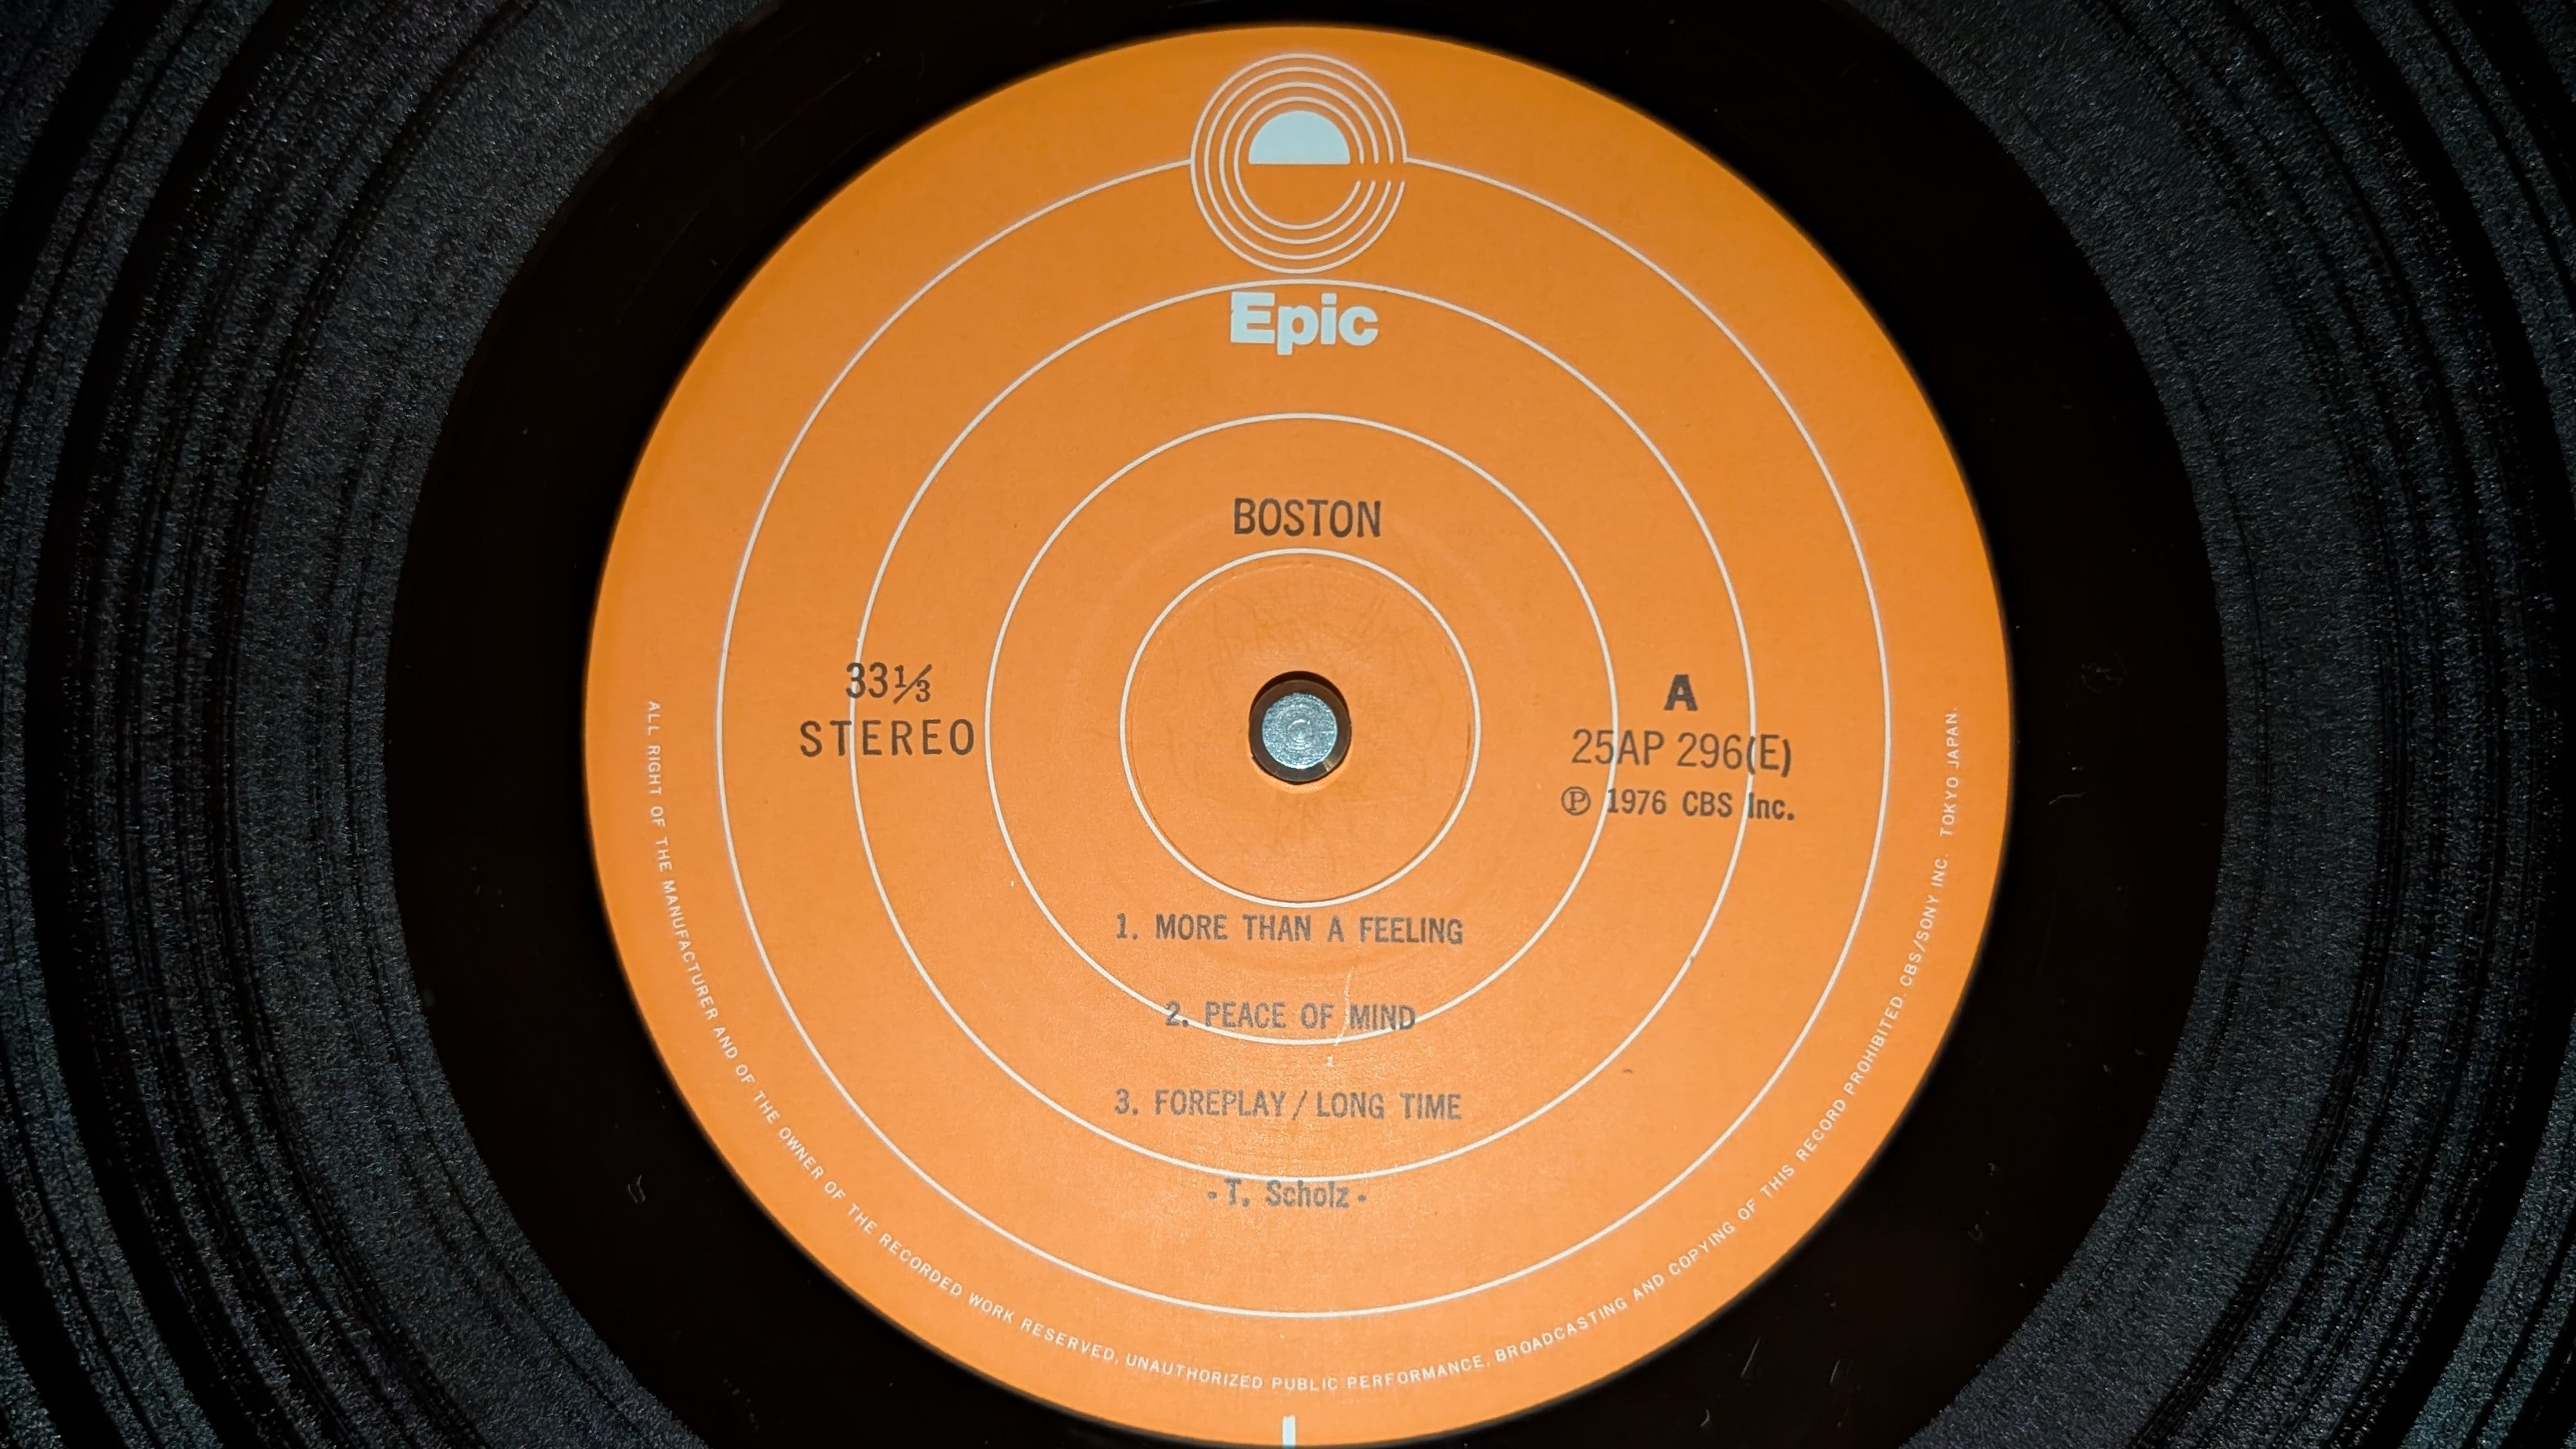 Epic
BOSTON
33⅓
STEREO
A
25AP 296(E)
Ⓟ 1976 CBS Inc.
1. MORE THAN A FEELING
2. PEACE OF MIND
3. FOREPLAY / LONG TIME
-T. Scholz-
ALL RIGHT OF THE MANUFACTURER AND OF THE OWNER OF THE RECORDED WORK RESERVED, UNAUTHORIZED PUBLIC PERFORMANCE, BROADCASTING AND COPYING OF THIS RECORD PROHIBITED. CBS/SONY INC. TOKYO JAPAN.